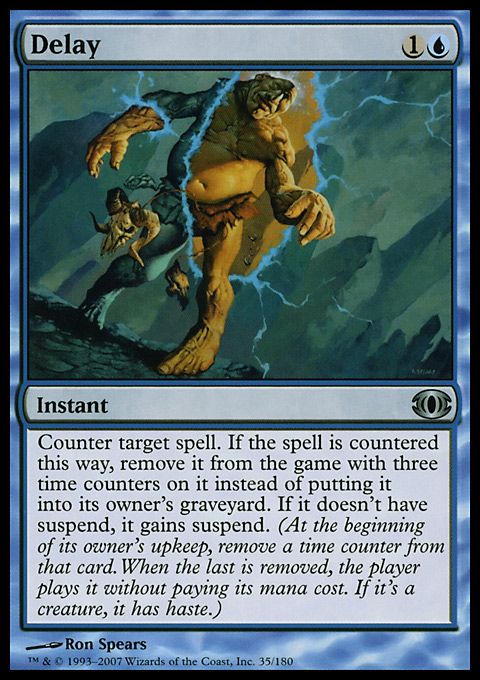 Delay 1
Instant
Counter target spell. If the spell is countered
this way, remove it from the game with three
time counters on it instead of putting it
into its owner's graveyard. If it doesn't have
suspend, it gains suspend. (At the beginning
of its owner's upkeep, remove a time counter from
that card. When the last is removed, the player
plays it without paying its mana cost. If it's a
creature, it has haste.)
Ron Spears
™ & © 1993–2007 Wizards of the Coast, Inc. 35/180